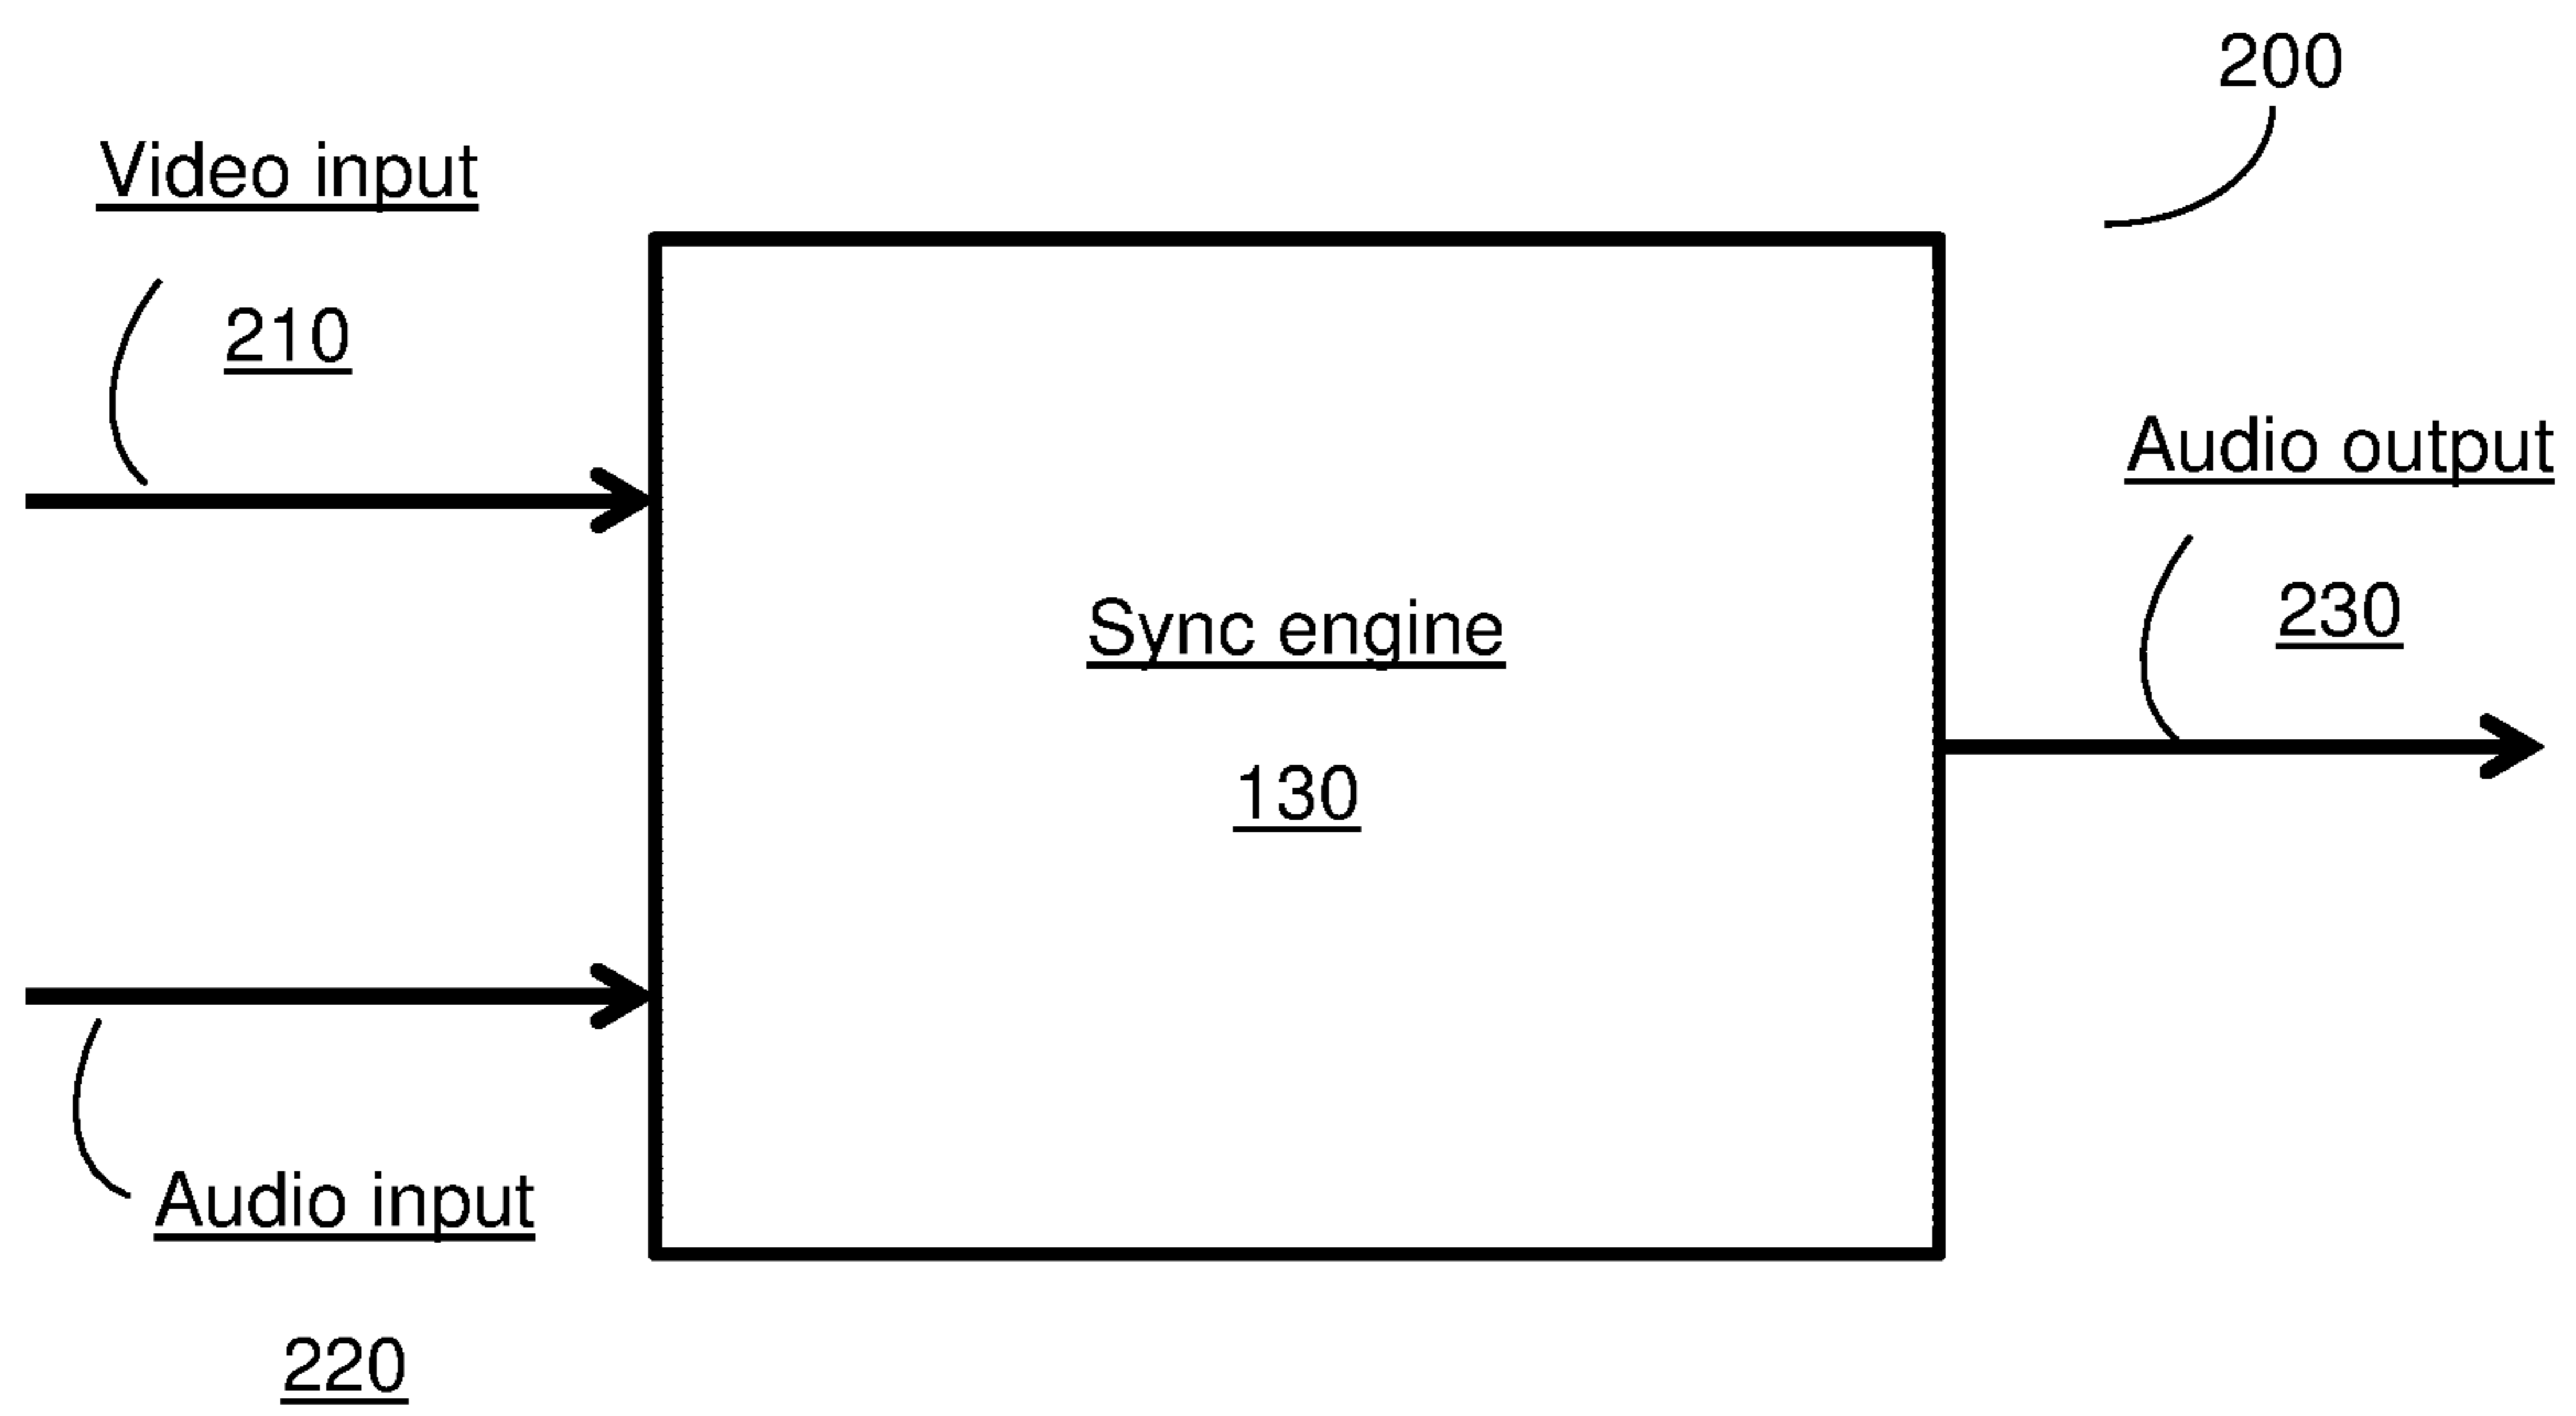 200
Video input
210
Audio output
230
Sync engine
130
Audio input
220